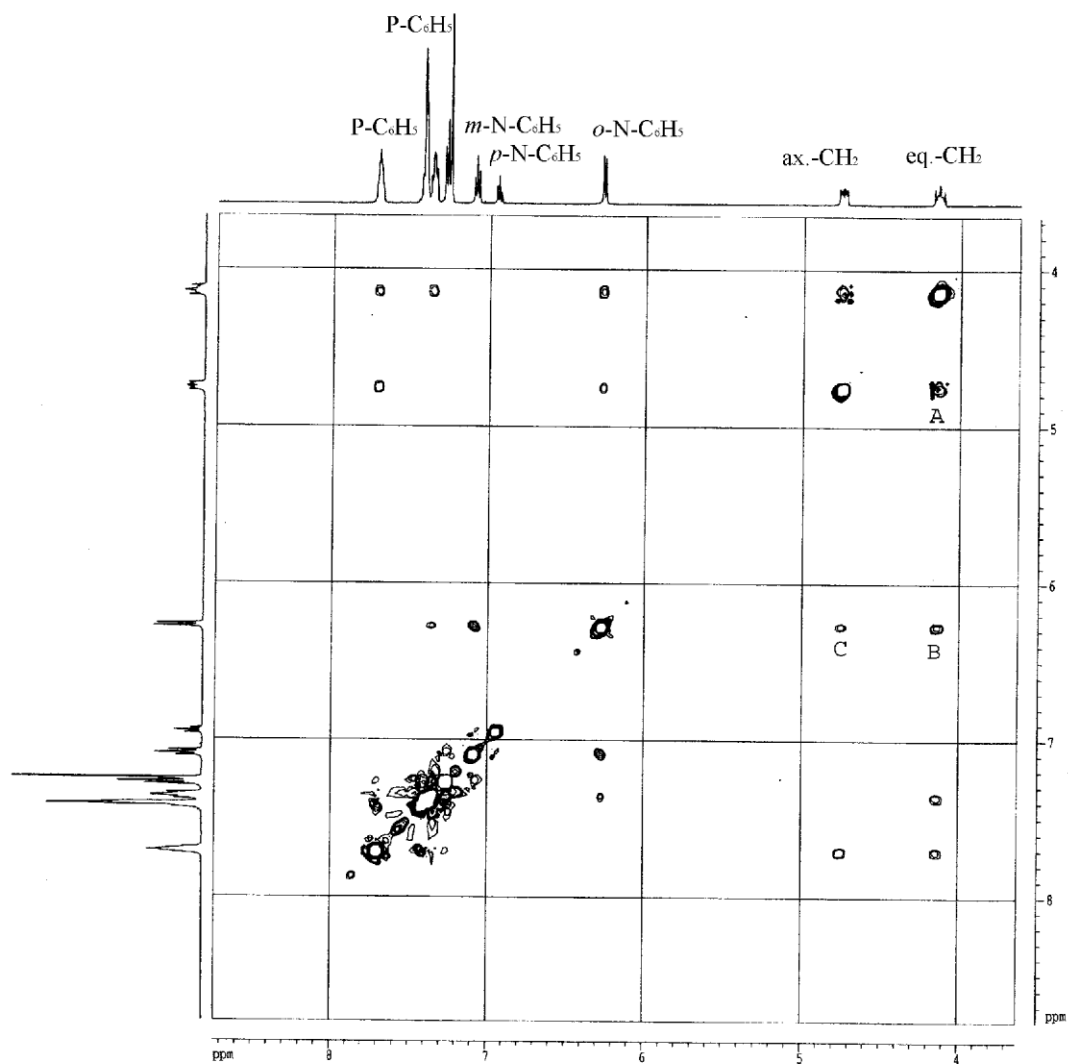 P-C₆H₅
P-C₆H₅ m-N-C₆H₅ o-N-C₆H₅
p-N-C₆H₅ ax.-CH₂ eq.-CH₂
4
A
5
6
C B
7
8
ppm
ppm 8 7 6 5 4